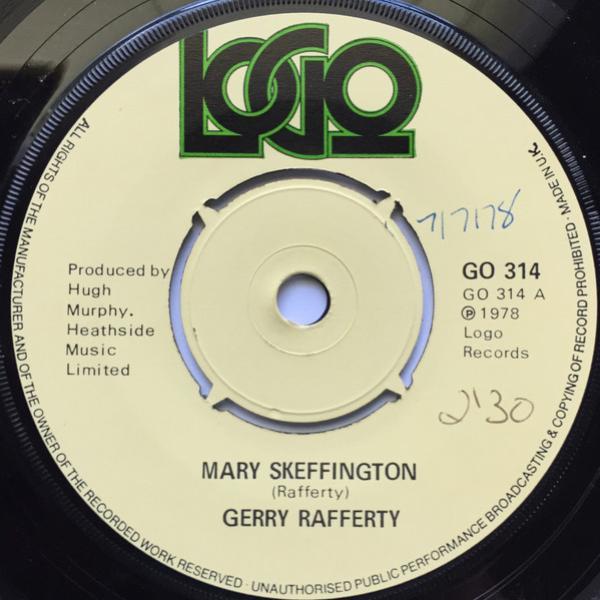 LOGO
7/7/78
Produced by
Hugh
Murphy.
Heathside
Music
Limited
GO 314
GO 314 A
℗ 1978
Logo
Records
2'30
MARY SKEFFINGTON
(Rafferty)
GERRY RAFFERTY
ALL RIGHTS OF THE MANUFACTURER AND OF THE OWNER OF THE RECORDED WORK RESERVED · UNAUTHORISED PUBLIC PERFORMANCE BROADCASTING & COPYING OF RECORD PROHIBITED · MADE IN U.K.